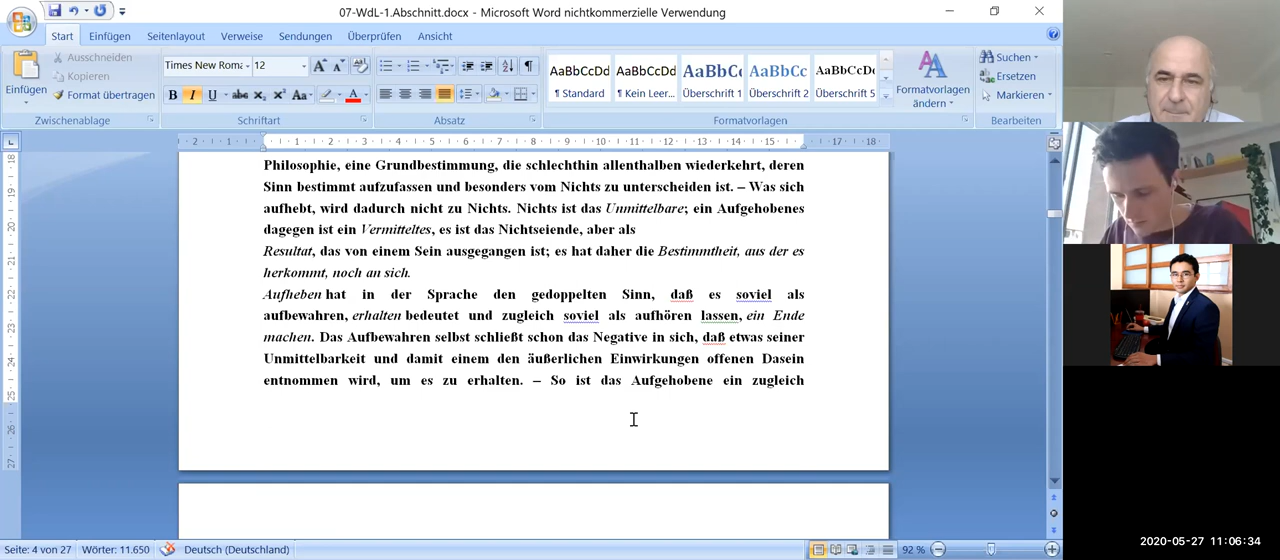 07-WdL-1.Abschnitt.docx - Microsoft Word nichtkommerzielle Verwendung
Start Einfügen Seitenlayout Verweise Sendungen Überprüfen Ansicht
Einfügen
Ausschneiden
Kopieren
Format übertragen
Zwischenablage
Times New Roma 12
Schriftart
Absatz
AaBbCcDd AaBbCcDd AaBbCc AaBbCc AaBbCcDc
¶ Standard ¶ Kein Leer... Überschrift 1 Überschrift 2 Überschrift 5
Formatvorlagen ändern
Formatvorlagen
Suchen
Ersetzen
Markieren
Bearbeiten
Philosophie, eine Grundbestimmung, die schlechthin allenthalben wiederkehrt, deren
Sinn bestimmt aufzufassen und besonders vom Nichts zu unterscheiden ist. – Was sich
aufhebt, wird dadurch nicht zu Nichts. Nichts ist das Unmittelbare; ein Aufgehobenes
dagegen ist ein Vermitteltes, es ist das Nichtseiende, aber als
Resultat, das von einem Sein ausgegangen ist; es hat daher die Bestimmtheit, aus der es
herkommt, noch an sich.
Aufheben hat in der Sprache den gedoppelten Sinn, daß es soviel als
aufbewahren, erhalten bedeutet und zugleich soviel als aufhören lassen, ein Ende
machen. Das Aufbewahren selbst schließt schon das Negative in sich, daß etwas seiner
Unmittelbarkeit und damit einem den äußerlichen Einwirkungen offenen Dasein
entnommen wird, um es zu erhalten. – So ist das Aufgehobene ein zugleich
Seite: 4 von 27 Wörter: 11.650 Deutsch (Deutschland) 92 %
2020-05-27 11:06:34